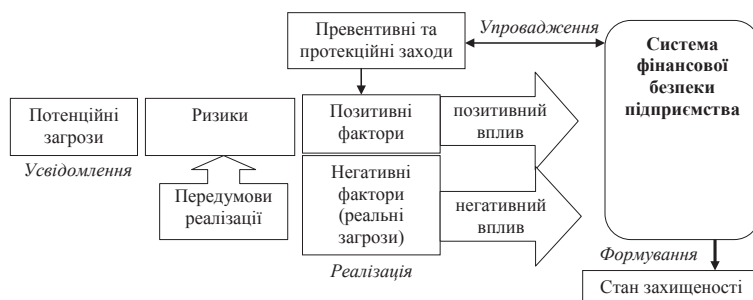 Превентивні та
протекційні заходи
Упровадження
Система
фінансової
безпеки
підприємства
Потенційні
загрози
Ризики
Позитивні
фактори
позитивний
вплив
Усвідомлення
Передумови
реалізації
Негативні
фактори
(реальні
загрози)
негативний
вплив
Реалізація
Формування
Стан захищеності